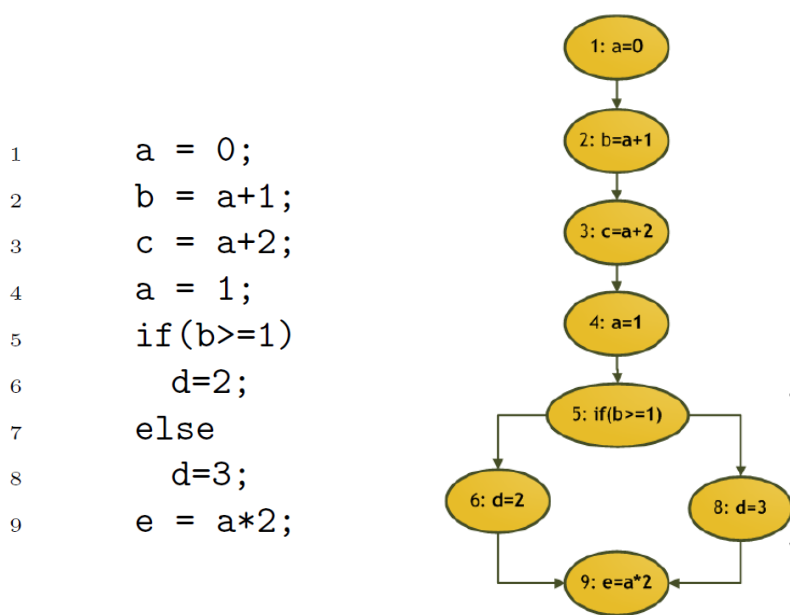 1 a = 0;
2 b = a+1;
3 c = a+2;
4 a = 1;
5 if(b>=1)
6 d=2;
7 else
8 d=3;
9 e = a*2;
1: a=0
2: b=a+1
3: c=a+2
4: a=1
5: if(b>=1)
6: d=2
8: d=3
9: e=a*2